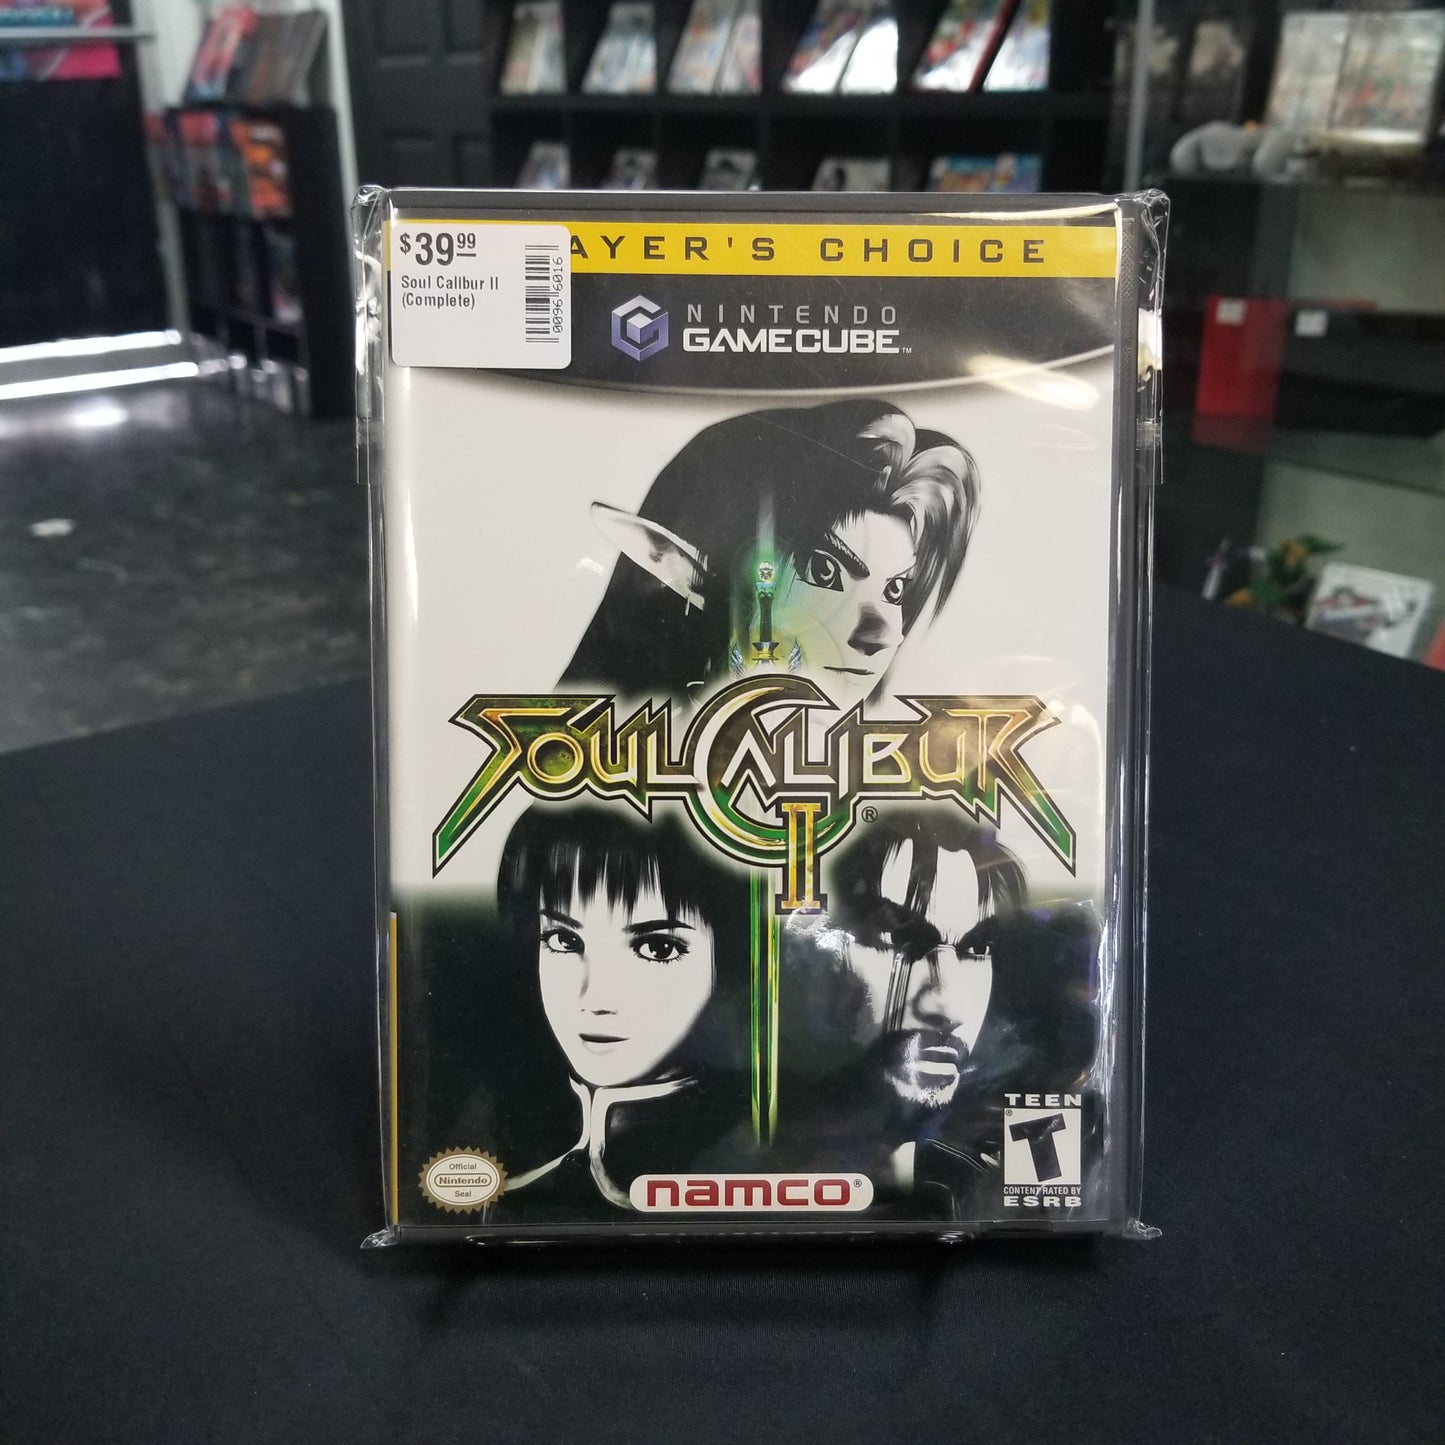 $39.99
Soul Calibur II
(Complete)
0096 6016
AYER'S CHOICE
NINTENDO
GAMECUBE™
SOULCALIBUR
II®
TEEN
T®
CONTENT RATED BY
ESRB
Official
Nintendo
Seal
namco®